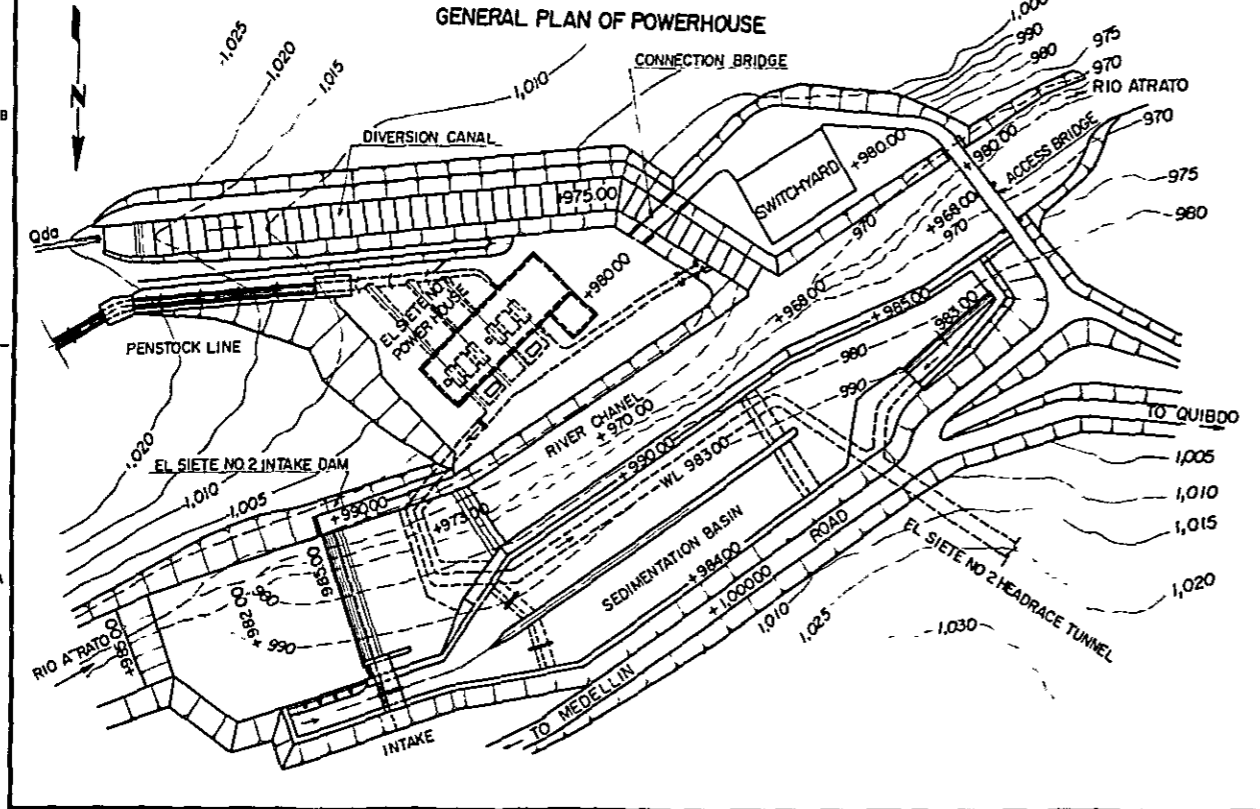 GENERAL PLAN OF POWERHOUSE
B
N
1,025
1,020
1,015
1,010
CONNECTION BRIDGE
1,000
990
980
975
970
RIO ATRATO
970
975
980
DIVERSION CANAL
+975.00
SWITCHYARD
+980.00
+980.00
ACCESS BRIDGE
+968.00
970
970
Qda
+980.00
EL SIETE NO.1
POWER HOUSE
PENSTOCK LINE
+968.00
+985.00
983.00
980
990
RIVER CHANEL
+970.00
TO QUIBDO
1,005
1,010
1,015
1,020
1,020
1,010
1,005
EL SIETE NO.2 INTAKE DAM
+990.00
+973.00
+990.00
WL 983.00
SEDIMENTATION BASIN
+984.00
ROAD
+1,000.00
1,010
1,025
1,030
EL SIETE NO 2 HEADRACE TUNNEL
A
985.00
980
+982.00
990
+985.00
RIO ATRATO
INTAKE
TO MEDELLIN